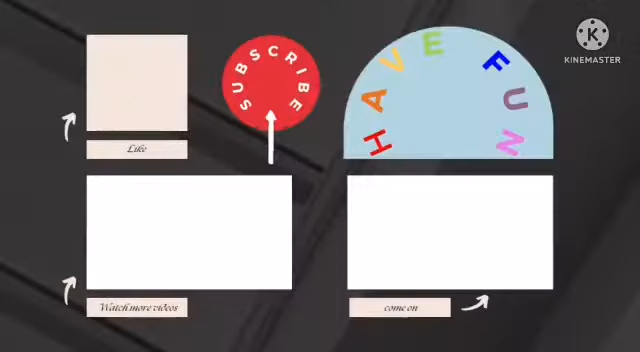 SUBSCRIBE
HAVE FUN
K
KINEMASTER
Like
Watch more videos
come on